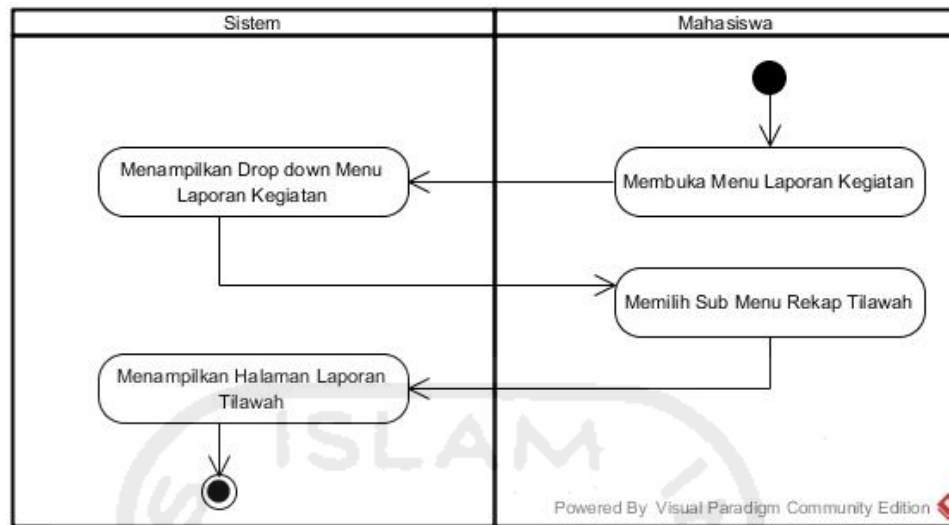 Sistem
Mahasiswa
Membuka Menu Laporan Kegiatan
Menampilkan Drop down Menu
Laporan Kegiatan
Memilih Sub Menu Rekap Tilawah
Menampilkan Halaman Laporan
Tilawah
ISLAM
Powered By Visual Paradigm Community Edition